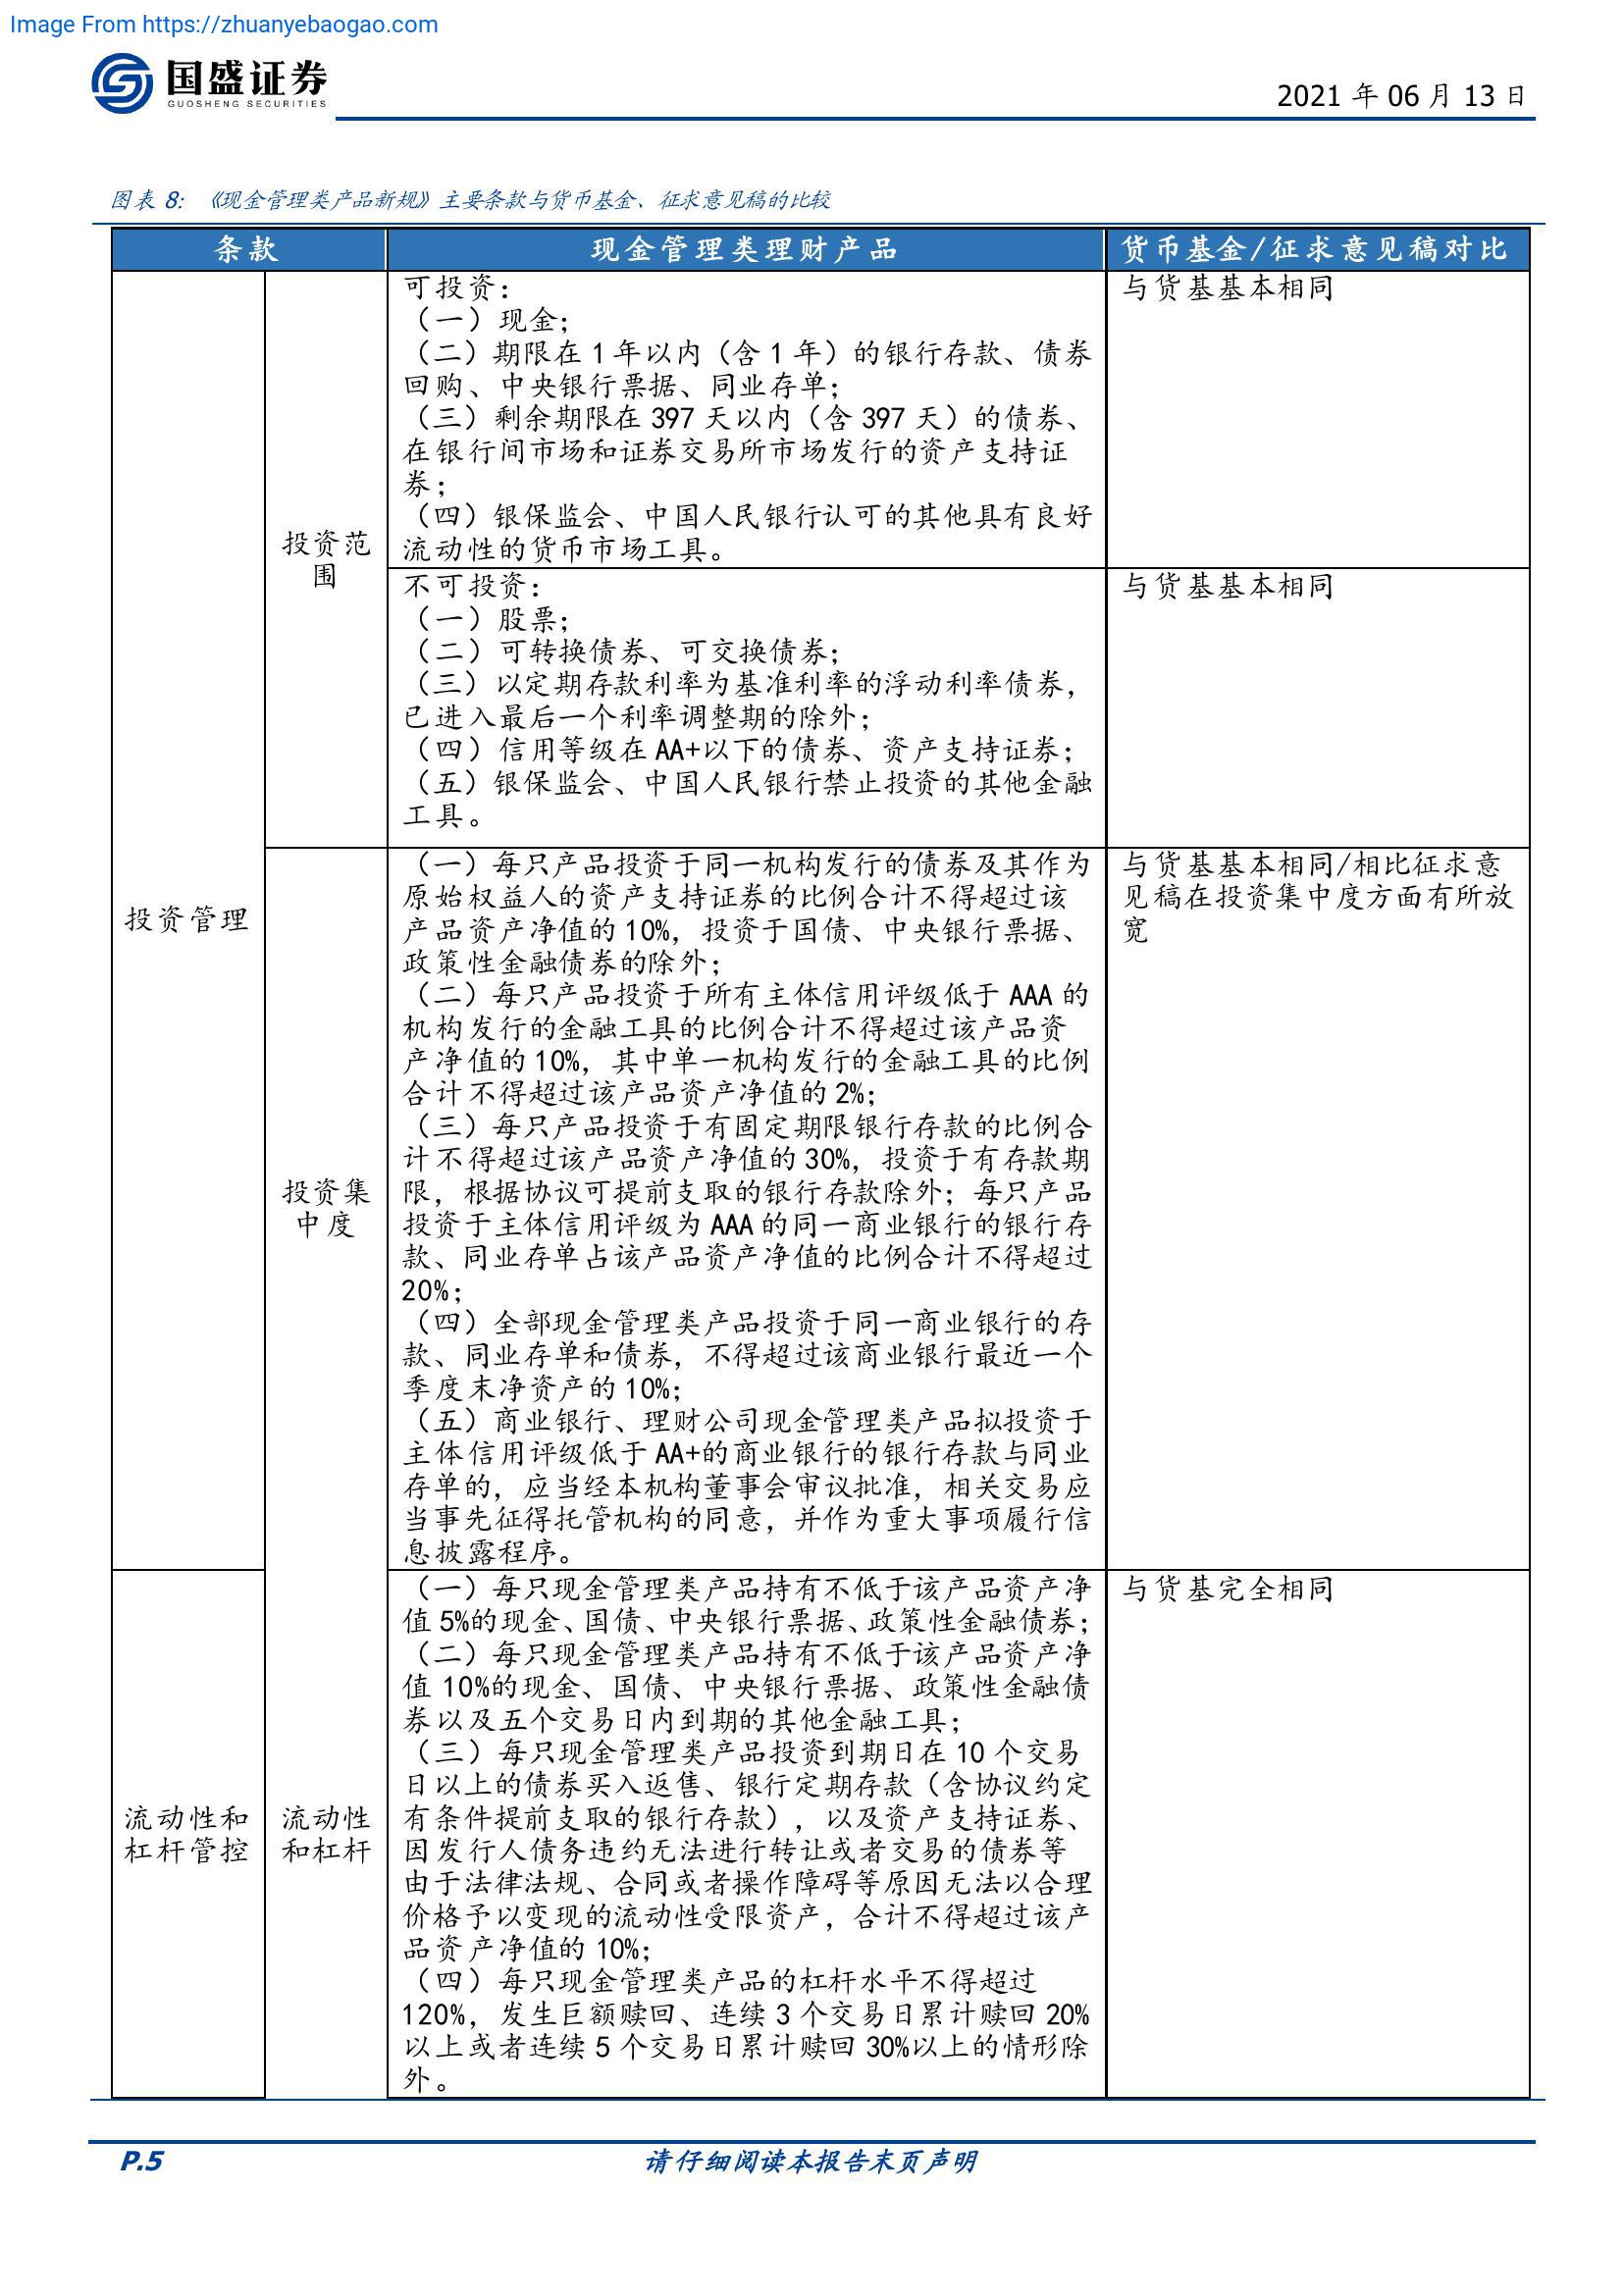 Image From https://zhuanyebaogao.com
国盛证券
GUOSHENG SECURITIES
2021 年 06 月 13 日
图表 8: 《现金管理类产品新规》主要条款与货币基金、征求意见稿的比较
条款
现金管理类理财产品
货币基金/征求意见稿对比
投资管理
投资范
围
可投资：
（一）现金；
（二）期限在 1 年以内（含 1 年）的银行存款、债券
回购、中央银行票据、同业存单；
（三）剩余期限在 397 天以内（含 397 天）的债券、
在银行间市场和证券交易所市场发行的资产支持证
券；
（四）银保监会、中国人民银行认可的其他具有良好
流动性的货币市场工具。
与货基基本相同
不可投资：
（一）股票；
（二）可转换债券、可交换债券；
（三）以定期存款利率为基准利率的浮动利率债券，
已进入最后一个利率调整期的除外；
（四）信用等级在 AA+以下的债券、资产支持证券；
（五）银保监会、中国人民银行禁止投资的其他金融
工具。
与货基基本相同
投资集
中度
（一）每只产品投资于同一机构发行的债券及其作为
原始权益人的资产支持证券的比例合计不得超过该
产品资产净值的 10%，投资于国债、中央银行票据、
政策性金融债券的除外；
（二）每只产品投资于所有主体信用评级低于 AAA 的
机构发行的金融工具的比例合计不得超过该产品资
产净值的 10%，其中单一机构发行的金融工具的比例
合计不得超过该产品资产净值的 2%；
（三）每只产品投资于有固定期限银行存款的比例合
计不得超过该产品资产净值的 30%，投资于有存款期
限，根据协议可提前支取的银行存款除外；每只产品
投资于主体信用评级为 AAA 的同一商业银行的银行存
款、同业存单占该产品资产净值的比例合计不得超过
20%；
（四）全部现金管理类产品投资于同一商业银行的存
款、同业存单和债券，不得超过该商业银行最近一个
季度末净资产的 10%；
（五）商业银行、理财公司现金管理类产品拟投资于
主体信用评级低于 AA+的商业银行的银行存款与同业
存单的，应当经本机构董事会审议批准，相关交易应
当事先征得托管机构的同意，并作为重大事项履行信
息披露程序。
与货基基本相同/相比征求意
见稿在投资集中度方面有所放
宽
流动性和
杠杆管控
流动性
和杠杆
（一）每只现金管理类产品持有不低于该产品资产净
值 5%的现金、国债、中央银行票据、政策性金融债券；
（二）每只现金管理类产品持有不低于该产品资产净
值 10%的现金、国债、中央银行票据、政策性金融债
券以及五个交易日内到期的其他金融工具；
（三）每只现金管理类产品投资到期日在 10 个交易
日以上的债券买入返售、银行定期存款（含协议约定
有条件提前支取的银行存款），以及资产支持证券、
因发行人债务违约无法进行转让或者交易的债券等
由于法律法规、合同或者操作障碍等原因无法以合理
价格予以变现的流动性受限资产，合计不得超过该产
品资产净值的 10%；
（四）每只现金管理类产品的杠杆水平不得超过
120%，发生巨额赎回、连续 3 个交易日累计赎回 20%
以上或者连续 5 个交易日累计赎回 30%以上的情形除
外。
与货基完全相同
P.5
请仔细阅读本报告末页声明